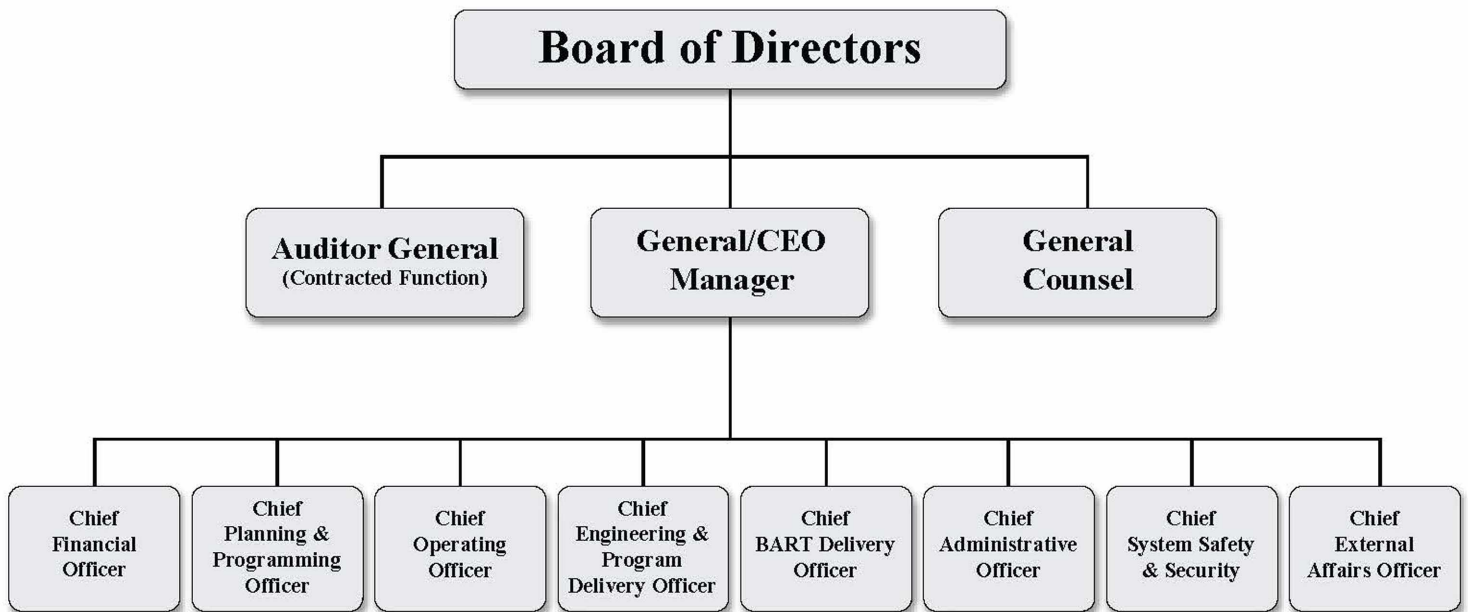 Board of Directors
Auditor General
(Contracted Function)
General/CEO
Manager
General
Counsel
Chief
Financial
Officer
Chief
Planning &
Programming
Officer
Chief
Operating
Officer
Chief
Engineering &
Program
Delivery Officer
Chief
BART Delivery
Officer
Chief
Administrative
Officer
Chief
System Safety
& Security
Chief
External
Affairs Officer